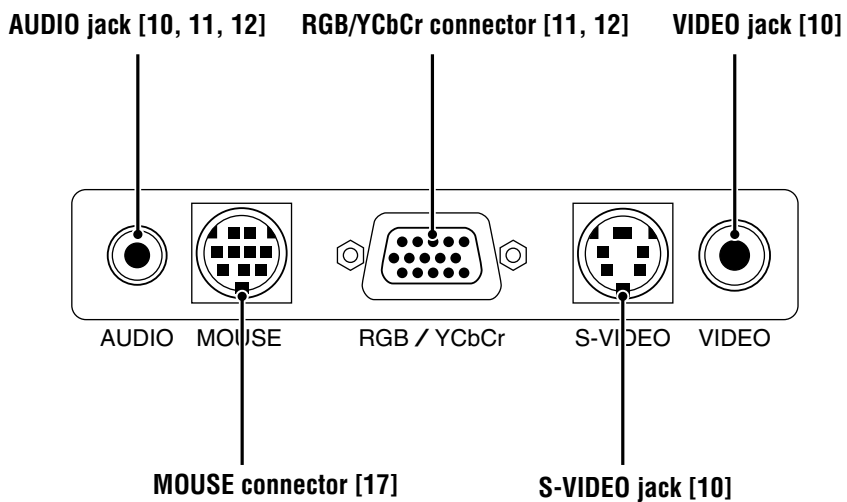 AUDIO jack [10, 11, 12] RGB/YCbCr connector [11, 12] VIDEO jack [10]
AUDIO MOUSE RGB / YCbCr S-VIDEO VIDEO
MOUSE connector [17] S-VIDEO jack [10]